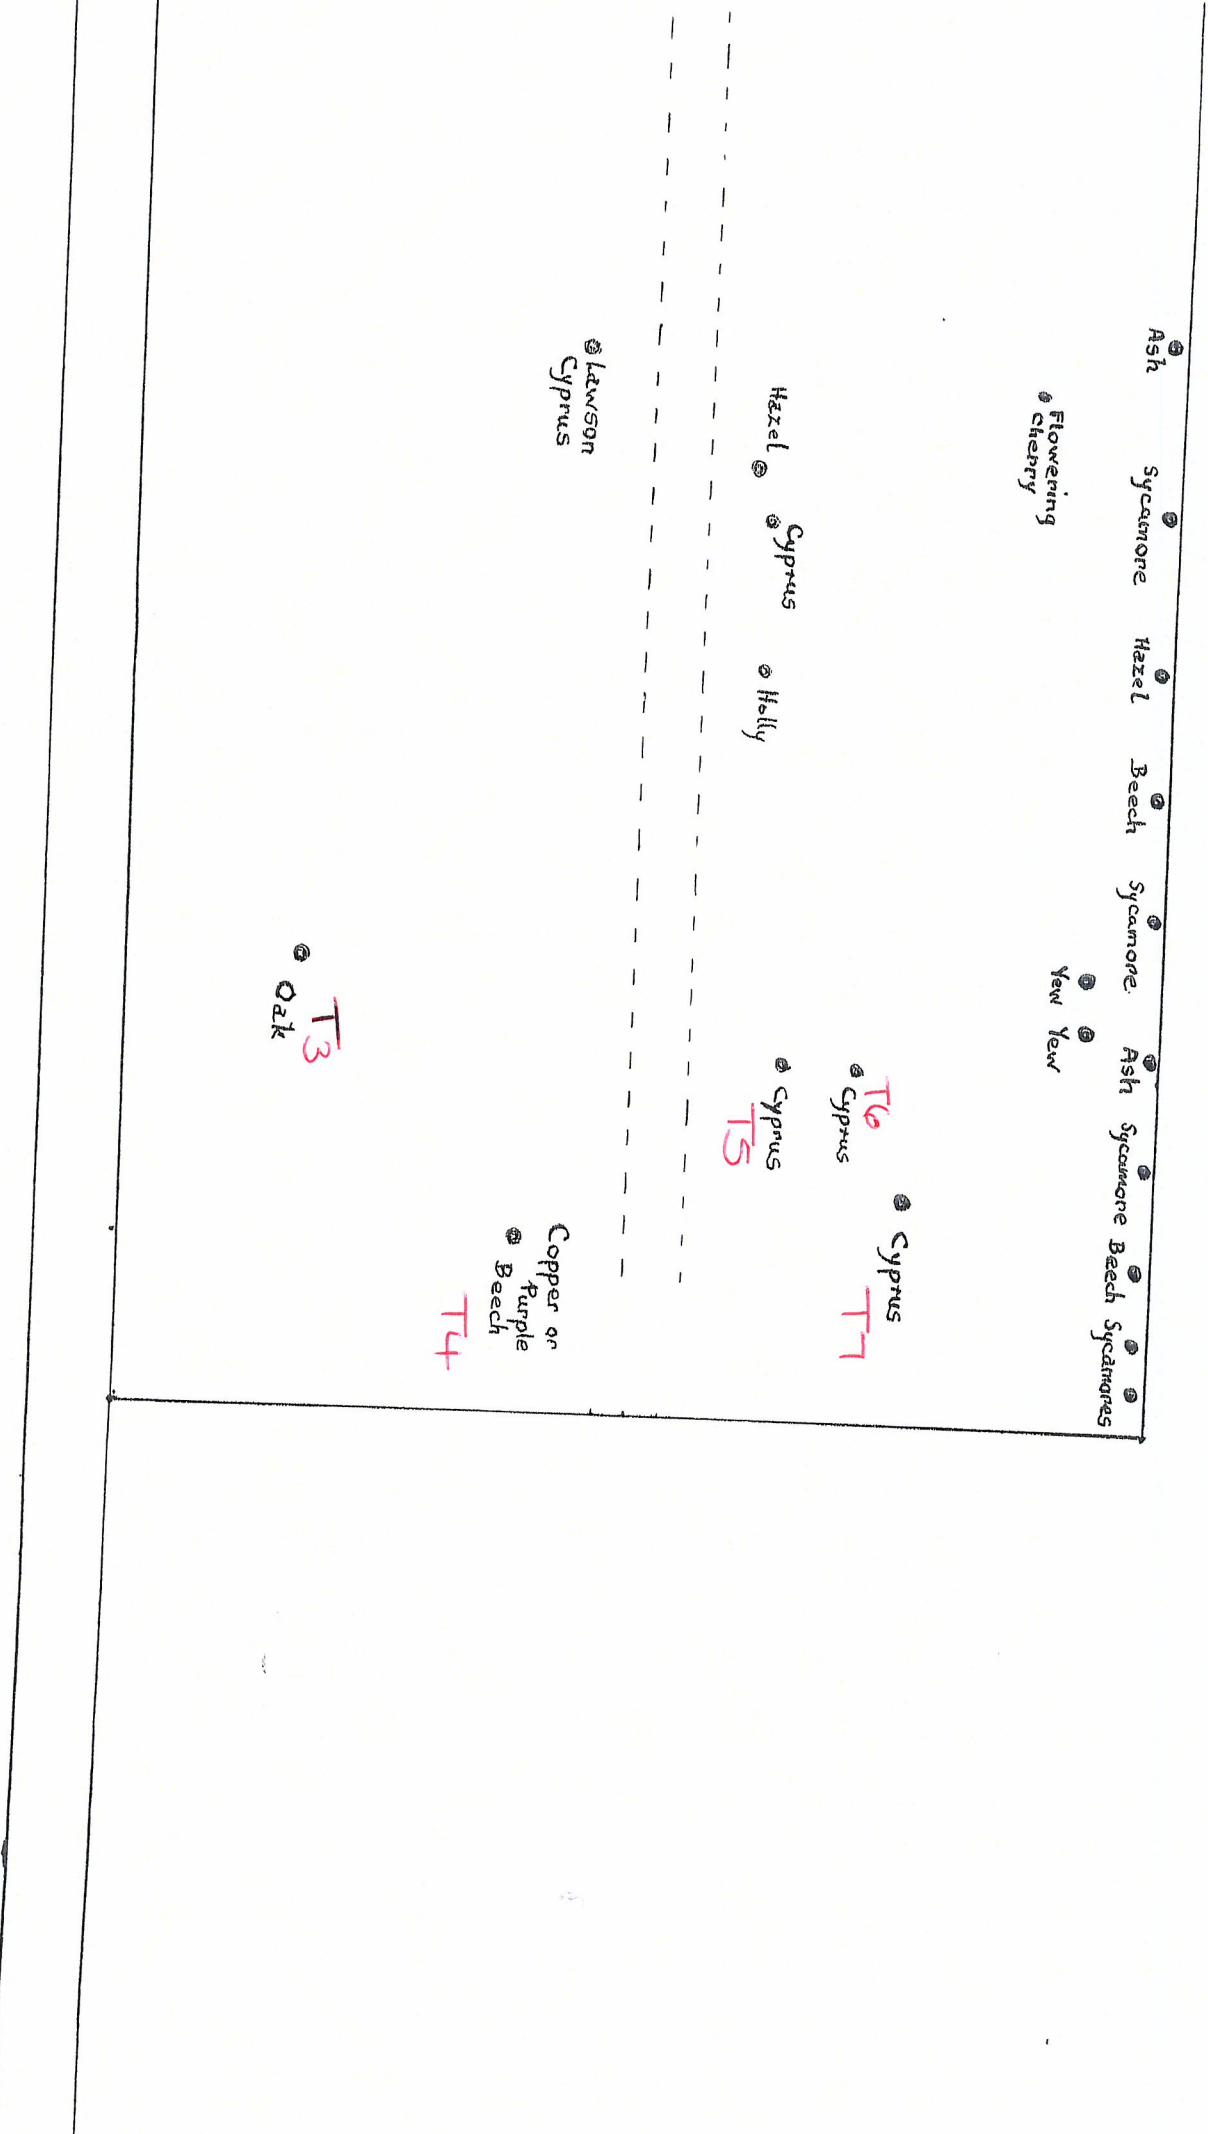 Ash
Sycamore
Hazel
Beech
Sycamore.
Ash
Sycamore
Beech
Sycamores
Flowering
Cherry
Yew
Yew
T6
Cyprus
Cyprus
T7
Hazel
Cyprus
Holly
Cyprus
T5
Lawson
Cyprus
Copper or
Purple
Beech
T4
T3
Oak